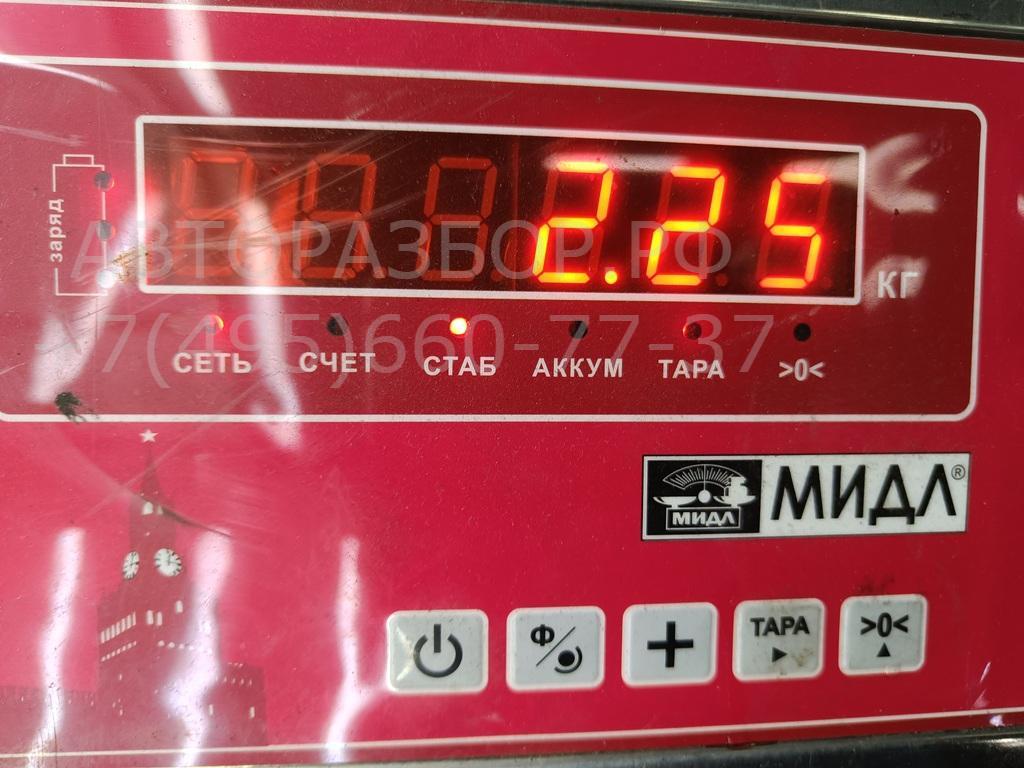 2.25
заряд
АВТОРАЗБОР.РФ
КГ
+7(495)660-77-37
СЕТЬ СЧЕТ СТАБ АККУМ ТАРА >0<
МИДЛ МИДЛ®
Ф + ТАРА >0<